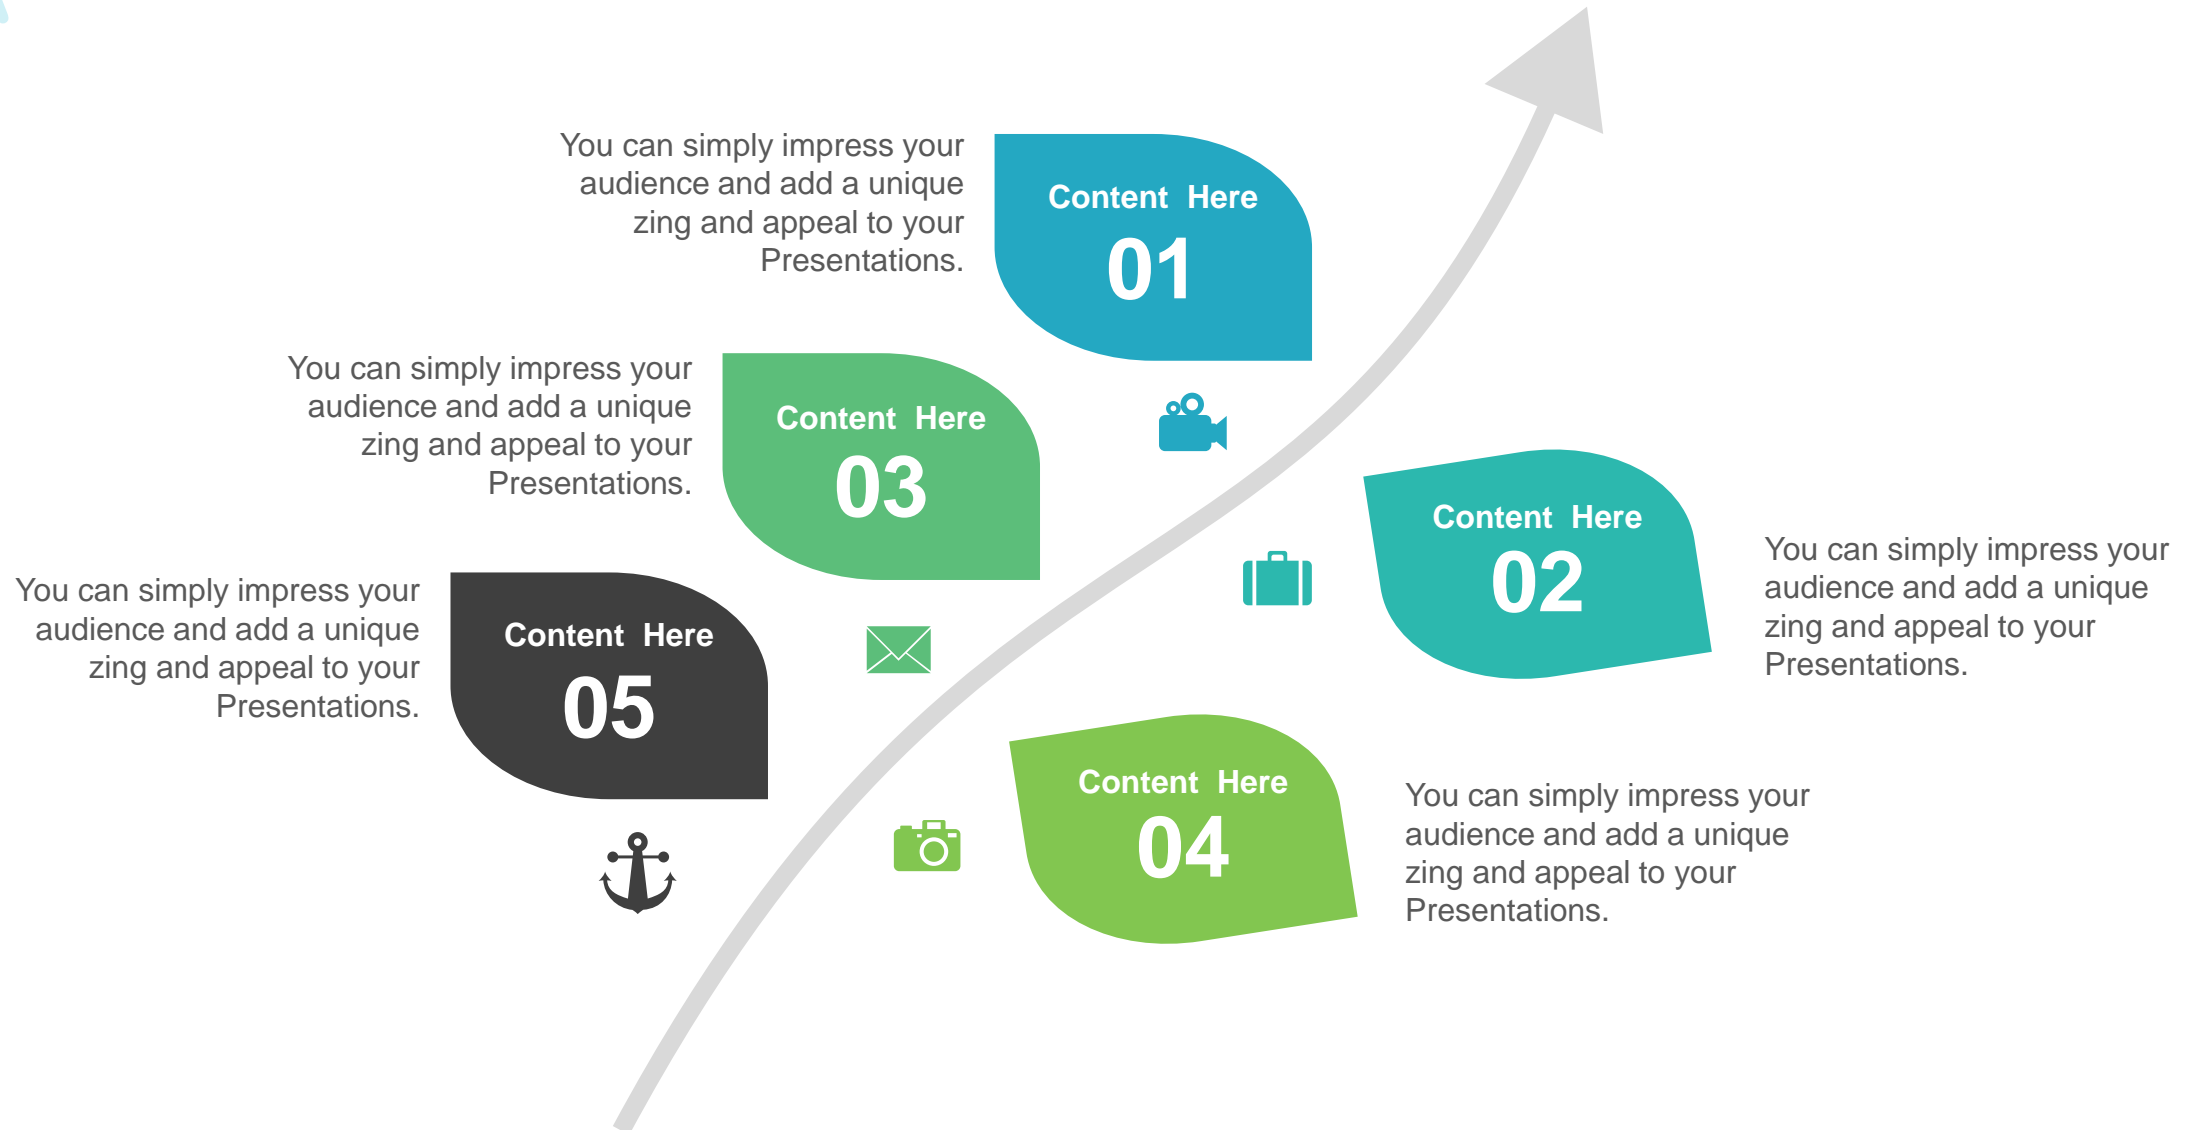 You can simply impress your
audience and add a unique
zing and appeal to your
Presentations.
Content Here
01
You can simply impress your
audience and add a unique
zing and appeal to your
Presentations.
Content Here
03
Content Here
02
You can simply impress your
audience and add a unique
zing and appeal to your
Presentations.
You can simply impress your
audience and add a unique
zing and appeal to your
Presentations.
Content Here
05
Content Here
04
You can simply impress your
audience and add a unique
zing and appeal to your
Presentations.